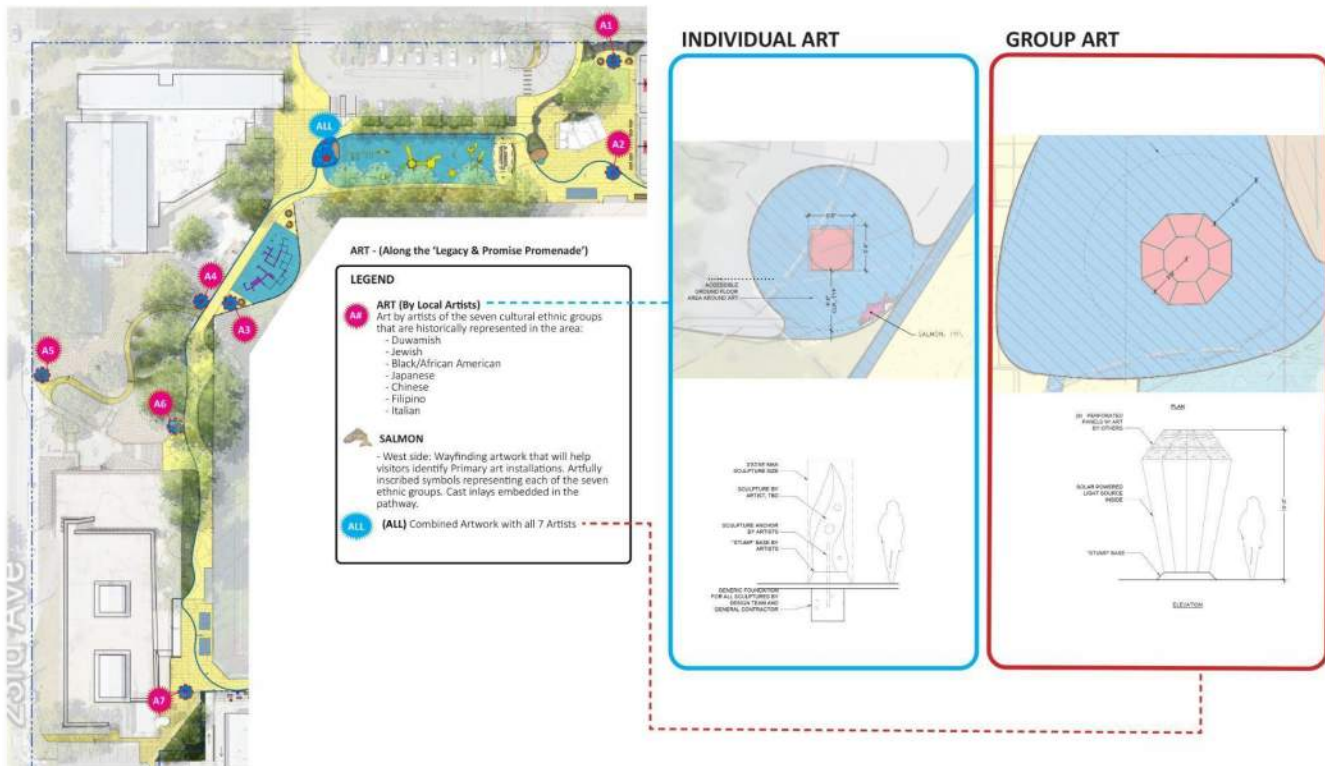 A1
ALL
A2
A4
A3
A5
A6
A7
23rd Ave
ART - (Along the 'Legacy & Promise Promenade')
LEGEND
A#
ART (By Local Artists)
Art by artists of the seven cultural ethnic groups
that are historically represented in the area:
- Duwamish
- Jewish
- Black/African American
- Japanese
- Chinese
- Filipino
- Italian
SALMON
- West side: Wayfinding artwork that will help
visitors identify Primary art installations. Artfully
inscribed symbols representing each of the seven
ethnic groups. Cast inlays embedded in the
pathway.
ALL
(ALL) Combined Artwork with all 7 Artists
INDIVIDUAL ART
ACCESSIBLE
GROUND FLOOR
AREA AROUND ART
SALMON, TYP.
SCULPTURE SIZE
SCULPTURE BY
ARTIST, TBD
SCULPTURE ANCHOR
BY ARTISTS
"STUMP" BASE BY
ARTISTS
GENERIC FOUNDATION
FOR ALL SCULPTURED BY
DESIGN TEAM AND
GENERAL CONTRACTOR
GROUP ART
PLAN
PERFORATED
PANELS W/ ART
BY OTHERS
SOLAR POWERED
LIGHT SOURCE
INSIDE
"STUMP" BASE
ELEVATION